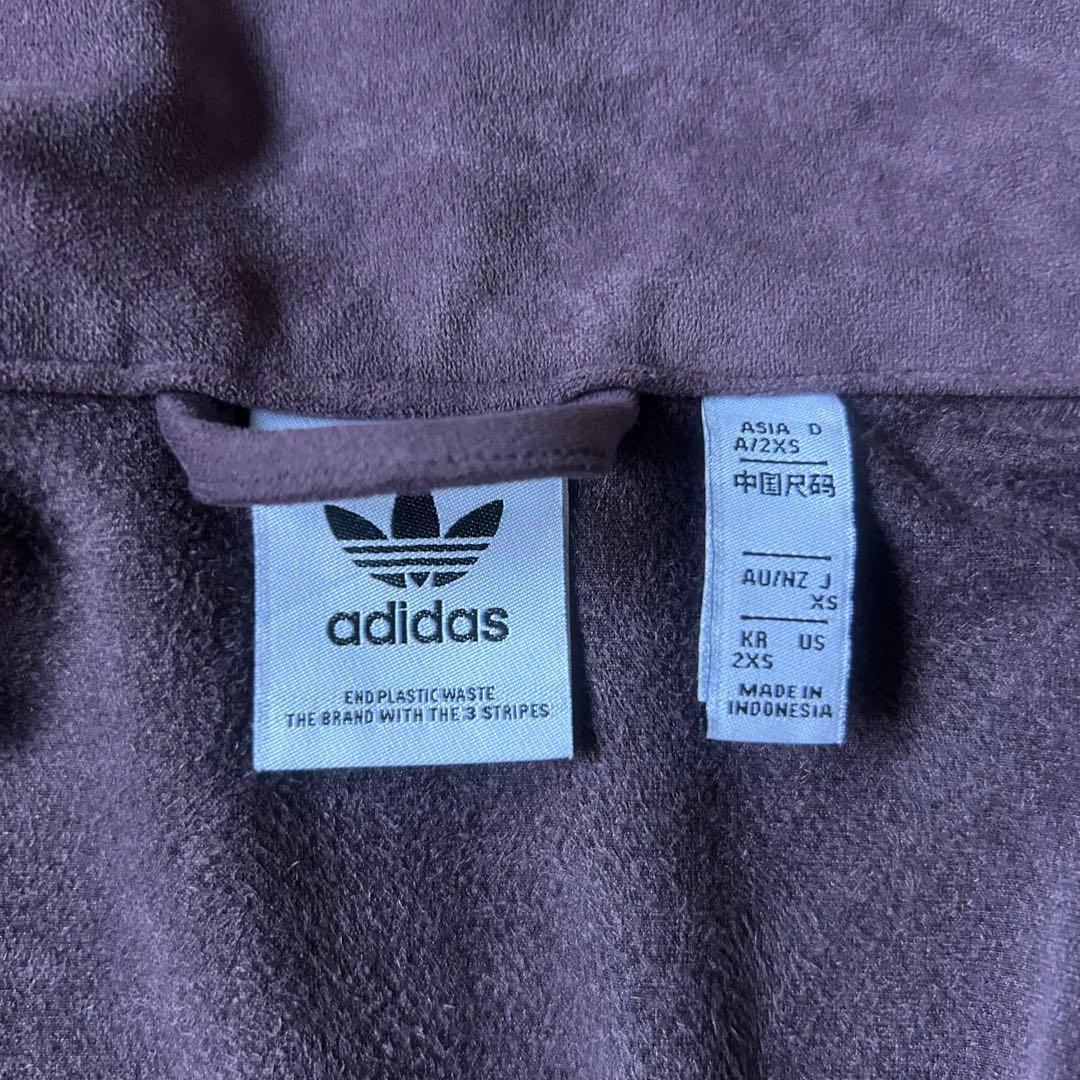 adidas
END PLASTIC WASTE
THE BRAND WITH THE 3 STRIPES
ASIA D
A/2XS
中国尺码
AU/NZ J
XS
KR US
2XS
MADE IN
INDONESIA